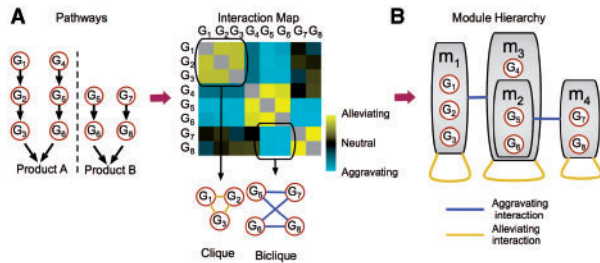 A
Pathways
Interaction Map
B
Module Hierarchy
G1 G4
G2 G5 G5 G7
G3 G6 G6 G8
Product A
Product B
G1 G2 G3 G4 G5 G6 G7 G8
G1
G2
G3
G4
G5
G6
G7
G8
Alleviating
Neutral
Aggravating
G1 G2
G3
G5 G7
G6 G8
Clique
Biclique
m1
G1
G2
G3
m3
G4
m2
G5
G6
m4
G7
G8
Aggravating
interaction
Alleviating
interaction